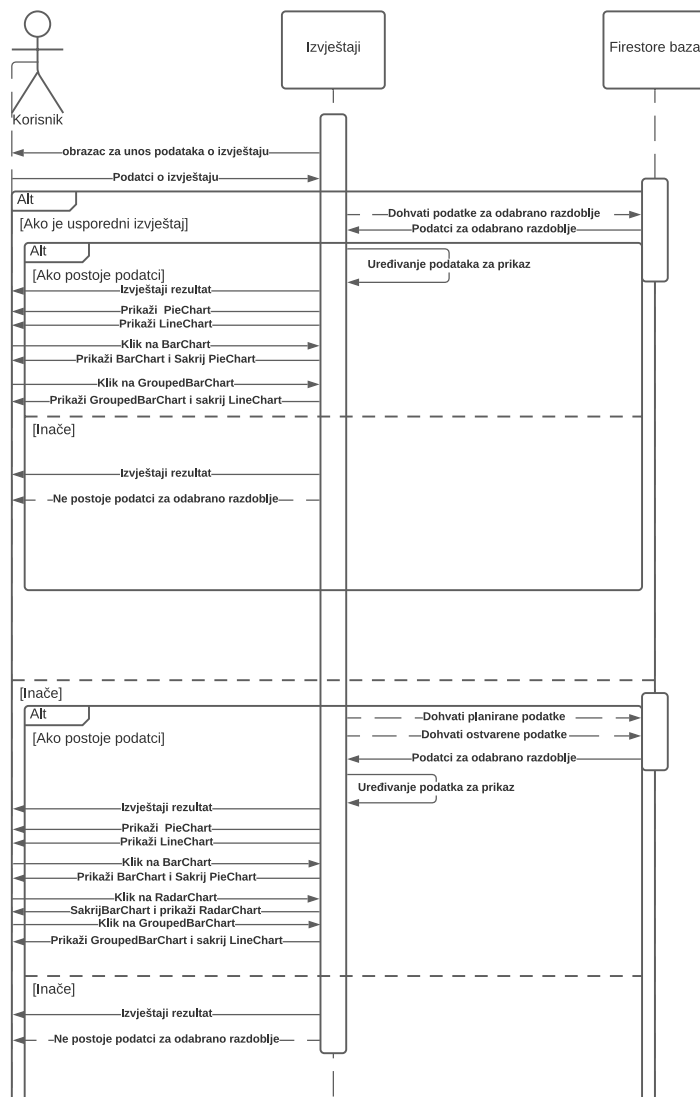 Korisnik
Izvještaji
Firestore baza
obrazac za unos podataka o izvještaju
Podatci o izvještaju
Alt
[Ako je usporedni izvještaj]
Dohvati podatke za odabrano razdoblje
Podatci za odabrano razdoblje
Alt
[Ako postoje podatci]
Uređivanje podataka za prikaz
Izvještaji rezultat
Prikaži PieChart
Prikaži LineChart
Klik na BarChart
Prikaži BarChart i Sakrij PieChart
Klik na GroupedBarChart
Prikaži GroupedBarChart i sakrij LineChart
[Inače]
Izvještaji rezultat
Ne postoje podatci za odabrano razdoblje
[Inače]
Alt
[Ako postoje podatci]
Dohvati planirane podatke
Dohvati ostvarene podatke
Podatci za odabrano razdoblje
Uređivanje podatka za prikaz
Izvještaji rezultat
Prikaži PieChart
Prikaži LineChart
Klik na BarChart
Prikaži BarChart i Sakrij PieChart
Klik na RadarChart
SakrijBarChart i prikaži RadarChart
Klik na GroupedBarChart
Prikaži GroupedBarChart i sakrij LineChart
[Inače]
Izvještaji rezultat
Ne postoje podatci za odabrano razdoblje